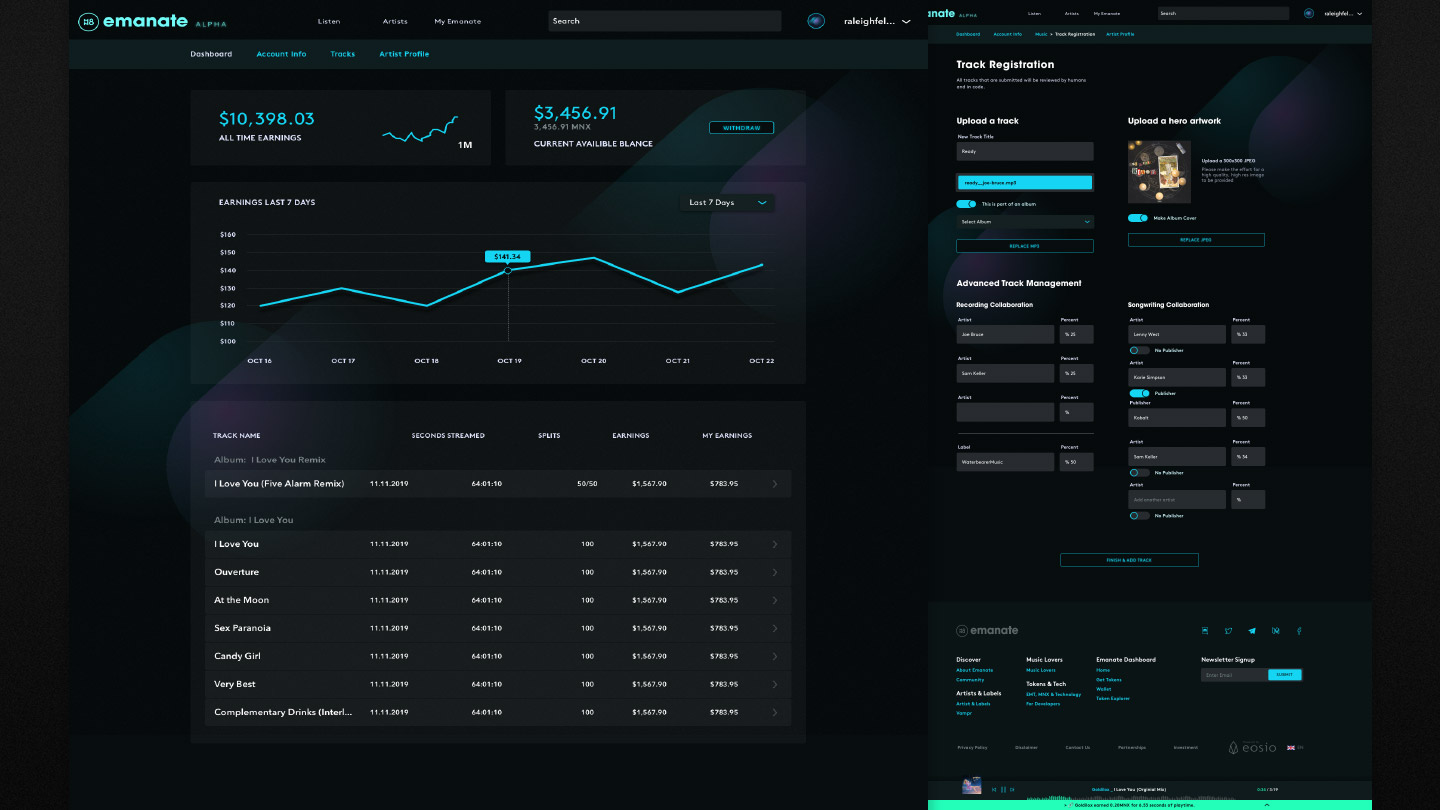 emanate ALPHA
Listen
Artists
My Emanate
Search
raleighfel...
Dashboard
Account Info
Tracks
Artist Profile
$10,398.03
ALL TIME EARNINGS
1M
$3,456.91
3,456.91 MNX
CURRENT AVAILIBLE BLANCE
WITHDRAW
EARNINGS LAST 7 DAYS
Last 7 Days
$160
$150
$140
$130
$120
$110
$100
$141.34
OCT 16 OCT 17 OCT 18 OCT 19 OCT 20 OCT 21 OCT 22
TRACK NAME SECONDS STREAMED SPLITS EARNINGS MY EARNINGS
Album: I Love You Remix
I Love You (Five Alarm Remix) 11.11.2019 64:01:10 50/50 $1,567.90 $783.95
Album: I Love You
I Love You 11.11.2019 64:01:10 100 $1,567.90 $783.95
Ouverture 11.11.2019 64:01:10 100 $1,567.90 $783.95
At the Moon 11.11.2019 64:01:10 100 $1,567.90 $783.95
Sex Paranoia 11.11.2019 64:01:10 100 $1,567.90 $783.95
Candy Girl 11.11.2019 64:01:10 100 $1,567.90 $783.95
Very Best 11.11.2019 64:01:10 100 $1,567.90 $783.95
Complementary Drinks (Interl... 11.11.2019 64:01:10 100 $1,567.90 $783.95
anate ALPHA
Listen
Artists
My Emanate
Search
raleighfel...
Dashboard
Account Info
Music > Track Registration
Artist Profile
Track Registration
All tracks that are submitted will be reviewed by humans
and in code.
Upload a track
New Track Title
Ready
ready__joe-bruce.mp3
This is part of an album
Select Album
REPLACE MP3
Upload a hero artwork
Upload a 300x300 JPEG
Please make the effort for a
high quality, high res image
to be provided
Make Album Cover
REPLACE JPEG
Advanced Track Management
Recording Collaboration
Artist Percent
Joe Bruce % 25
Artist Percent
Sam Keller % 25
Artist Percent
%
Label Percent
WaterbearerMusic % 50
Songwriting Collaboration
Artist Percent
Lenny West % 33
No Publisher
Artist Percent
Karie Simpson % 33
Publisher
Publisher Percent
Kobalt % 50
Artist Percent
Sam Keller % 34
No Publisher
Artist Percent
Add another artist %
No Publisher
FINISH & ADD TRACK
emanate
Discover
About Emanate
Community
Artists & Labels
Artist & Labels
Vampr
Music Lovers
Music Lovers
Tokens & Tech
EMT, MNX & Technology
For Developers
Emanate Dashboard
Home
Get Tokens
Wallet
Token Explorer
Newsletter Signup
Enter Email
SUBMIT
Privacy Policy
Disclaimer
Contact Us
Partnerships
Investment
eosio
Goldilox _ I Love You (Orginial Mix)
0:33 / 3:19
Goldilox earned 0.20MNX for 6.33 seconds of playtime.